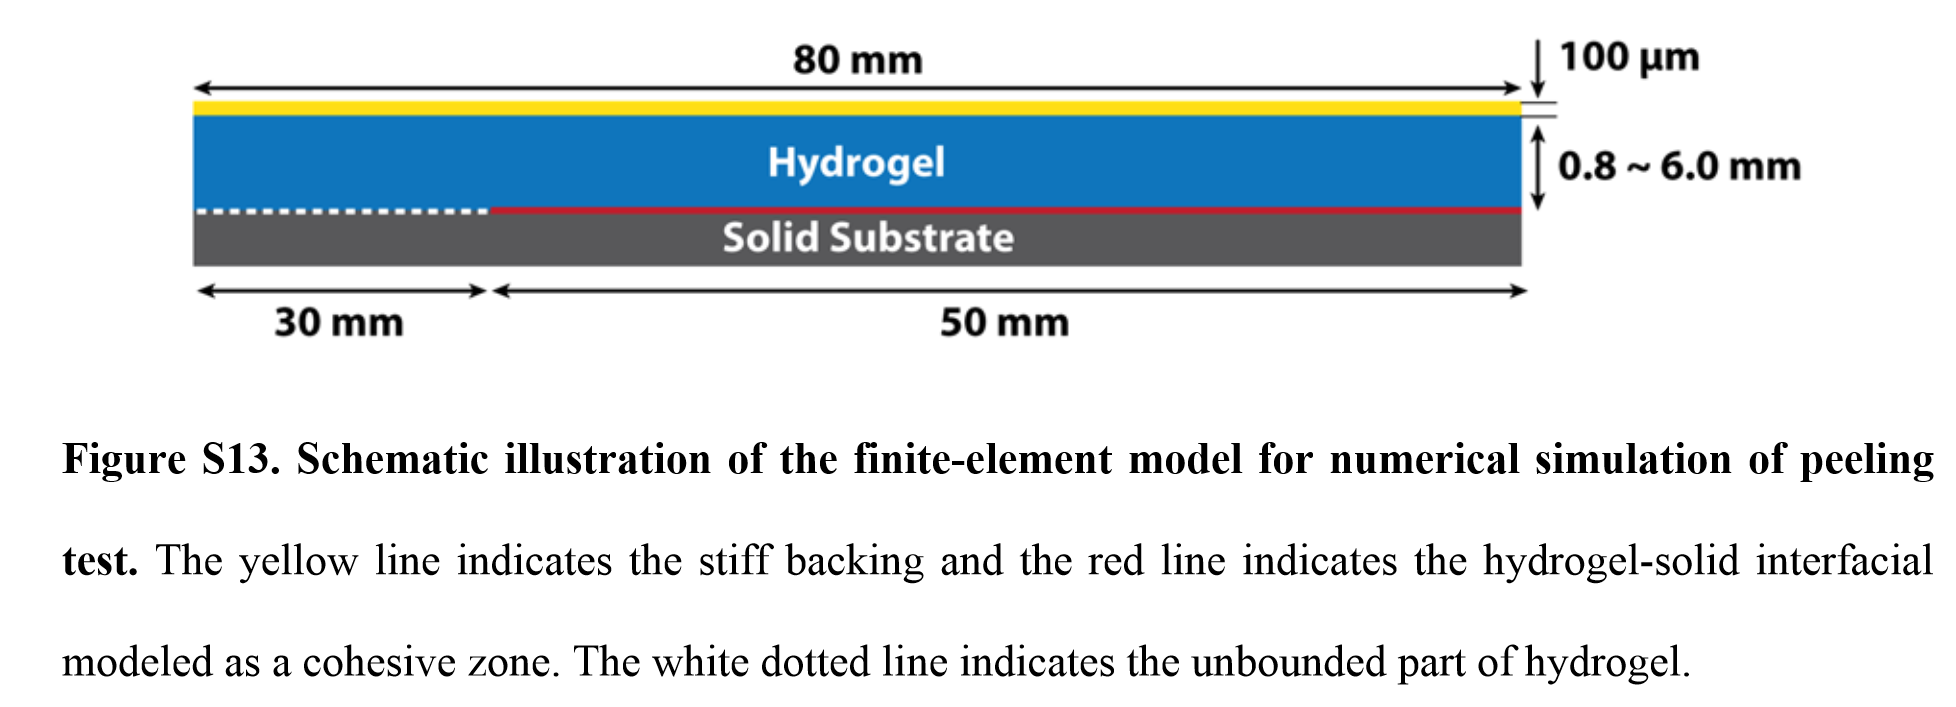 80 mm
100 µm
Hydrogel
0.8 ~ 6.0 mm
Solid Substrate
30 mm
50 mm
Figure S13. Schematic illustration of the finite-element model for numerical simulation of peeling
test. The yellow line indicates the stiff backing and the red line indicates the hydrogel-solid interfacial
modeled as a cohesive zone. The white dotted line indicates the unbounded part of hydrogel.